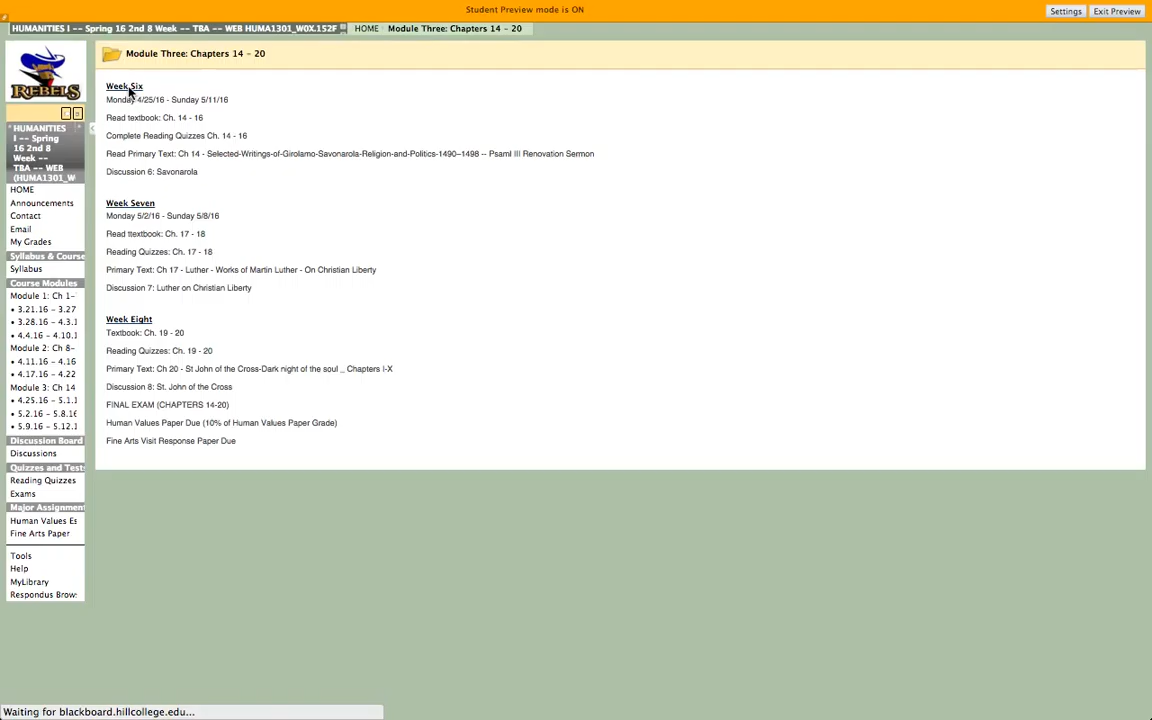 Student Preview mode is ON
Settings
Exit Preview
HUMANITIES I -- Spring 16 2nd 8 Week -- TBA -- WEB HUMA1301_W0X.152F
HOME
Module Three: Chapters 14 - 20
REBELS
Module Three: Chapters 14 - 20
HUMANITIES
I -- Spring
16 2nd 8
Week --
TBA -- WEB
(HUMA1301_W
HOME
Announcements
Contact
Email
My Grades
Syllabus & Course
Syllabus
Course Modules
Module 1: Ch 1-
• 3.21.16 - 3.27
• 3.28.16 - 4.3.1
• 4.4.16 - 4.10.1
Module 2: Ch 8-
• 4.11.16 - 4.16
• 4.17.16 - 4.22
Module 3: Ch 14
• 4.25.16 - 5.1.1
• 5.2.16 - 5.8.16
• 5.9.16 - 5.12.1
Discussion Board
Discussions
Quizzes and Tests
Reading Quizzes
Exams
Major Assignmen
Human Values Es
Fine Arts Paper
Tools
Help
MyLibrary
Respondus Brow
Week Six
Monday 4/25/16 - Sunday 5/11/16
Read textbook: Ch. 14 - 16
Complete Reading Quizzes Ch. 14 - 16
Read Primary Text: Ch 14 - Selected-Writings-of-Girolamo-Savonarola-Religion-and-Politics-1490–1498 -- Psaml III Renovation Sermon
Discussion 6: Savonarola
Week Seven
Monday 5/2/16 - Sunday 5/8/16
Read ttextbook: Ch. 17 - 18
Reading Quizzes: Ch. 17 - 18
Primary Text: Ch 17 - Luther - Works of Martin Luther - On Christian Liberty
Discussion 7: Luther on Christian Liberty
Week Eight
Textbook: Ch. 19 - 20
Reading Quizzes: Ch. 19 - 20
Primary Text: Ch 20 - St John of the Cross-Dark night of the soul _ Chapters I-X
Discussion 8: St. John of the Cross
FINAL EXAM (CHAPTERS 14-20)
Human Values Paper Due (10% of Human Values Paper Grade)
Fine Arts Visit Response Paper Due
Waiting for blackboard.hillcollege.edu...